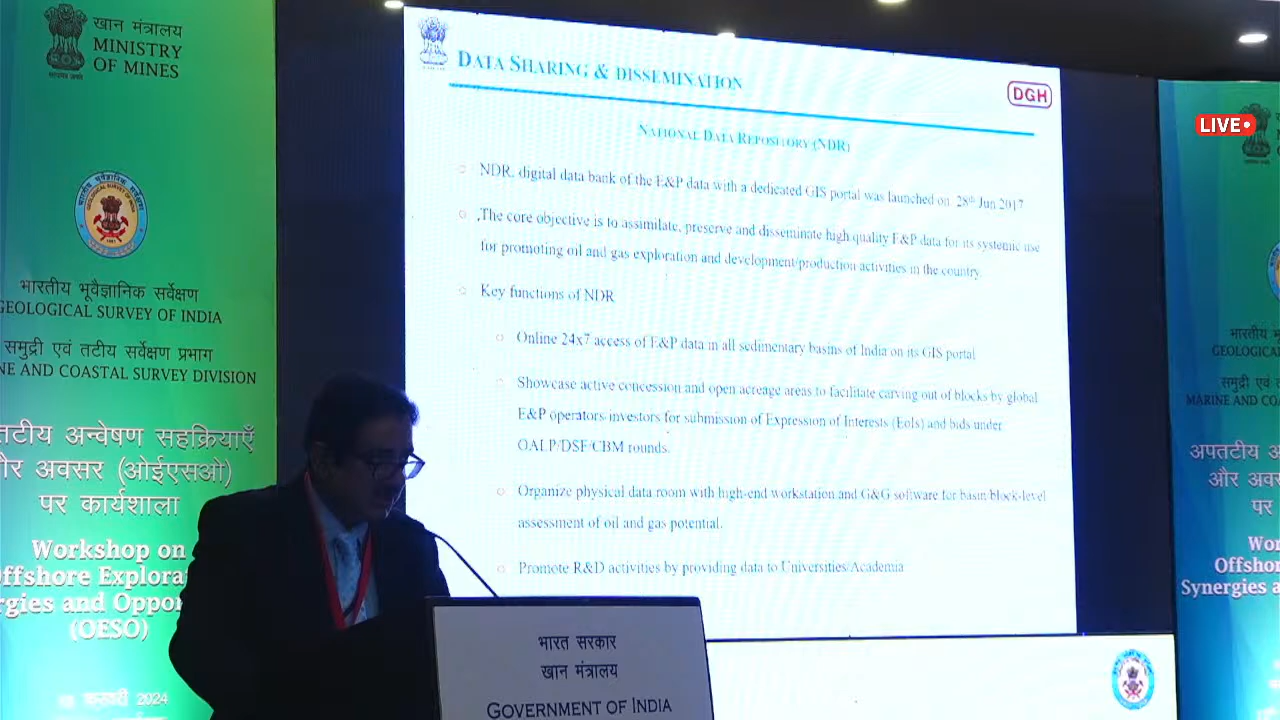 खान मंत्रालय
MINISTRY
OF MINES
भारतीय भूवैज्ञानिक सर्वेक्षण
GEOLOGICAL SURVEY OF INDIA
समुद्री एवं तटीय सर्वेक्षण प्रभाग
NE AND COASTAL SURVEY DIVISION
तटीय अन्वेषण सहक्रियाएँ
और अवसर (ओईएसओ)
पर कार्यशाला
Workshop on
Offshore Explora
rgies and Oppor
(OESO)
फरवरी 2024
DATA SHARING & DISSEMINATION
DGH
NATIONAL DATA REPOSITORY (NDR)
NDR, digital data bank of the E&P data with a dedicated GIS portal was launched on 28th Jun 2017
.The core objective is to assimilate, preserve and disseminate high quality E&P data for its systemic use
for promoting oil and gas exploration and development/production activities in the country.
Key functions of NDR
Online 24x7 access of E&P data in all sedimentary basins of India on its GIS portal
Showcase active concession and open acreage areas to facilitate carving out of blocks by global
E&P operators/investors for submission of Expression of Interests (EoIs) and bids under
OALP/DSF/CBM rounds.
Organize physical data room with high-end workstation and G&G software for basin/block-level
assessment of oil and gas potential.
Promote R&D activities by providing data to Universities/Academia
भारत सरकार
खान मंत्रालय
GOVERNMENT OF INDIA
LIVE
भारतीय भू
GEOLOGIC
समुद्री एवं
MARINE AND CO
अपतटीय अ
और अव
पर
Wo
Offshor
Synergies a